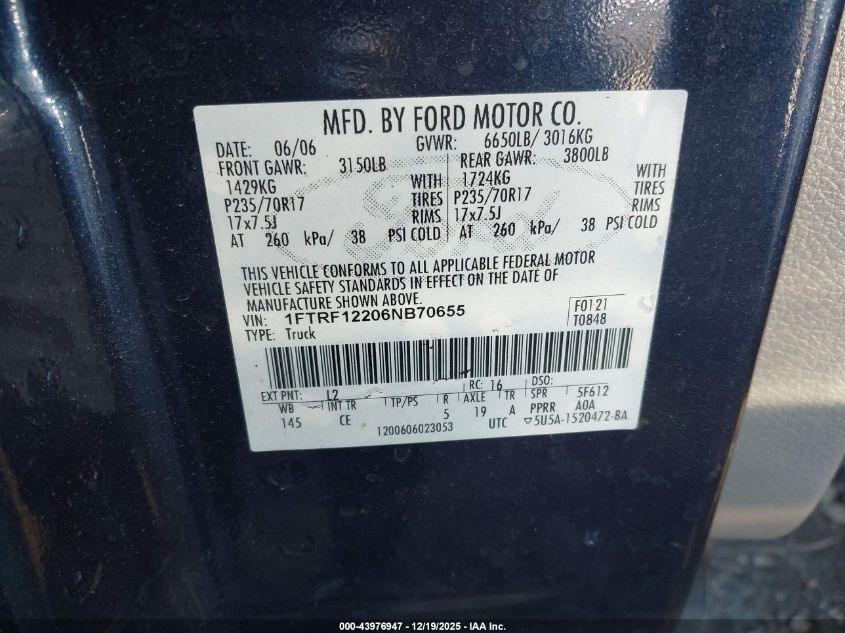 MFD. BY FORD MOTOR CO.
DATE: 06/06 GVWR: 6650LB/ 3016KG
FRONT GAWR: 3150LB REAR GAWR: 3800LB
1429KG WITH 1724KG WITH
P235/70R17 TIRES P235/70R17 TIRES
17x7.5J RIMS 17x7.5J RIMS
AT 260 kPa/ 38 PSI COLD AT 260 kPa/ 38 PSI COLD
THIS VEHICLE CONFORMS TO ALL APPLICABLE FEDERAL MOTOR
VEHICLE SAFETY STANDARDS IN EFFECT ON THE DATE OF
MANUFACTURE SHOWN ABOVE.
VIN: 1FTRF12206NB70655 F0121
TYPE: Truck T0848
EXT PNT: L2 RC: 16 DSO:
WB INT TR TP/PS R AXLE TR SPR 5F612
145 CE 5 19 A PPRR A0A
1200606023053 UTC ▽5U5A-1520472-BA
000-43976947 | 12/19/2025 | IAA Inc.